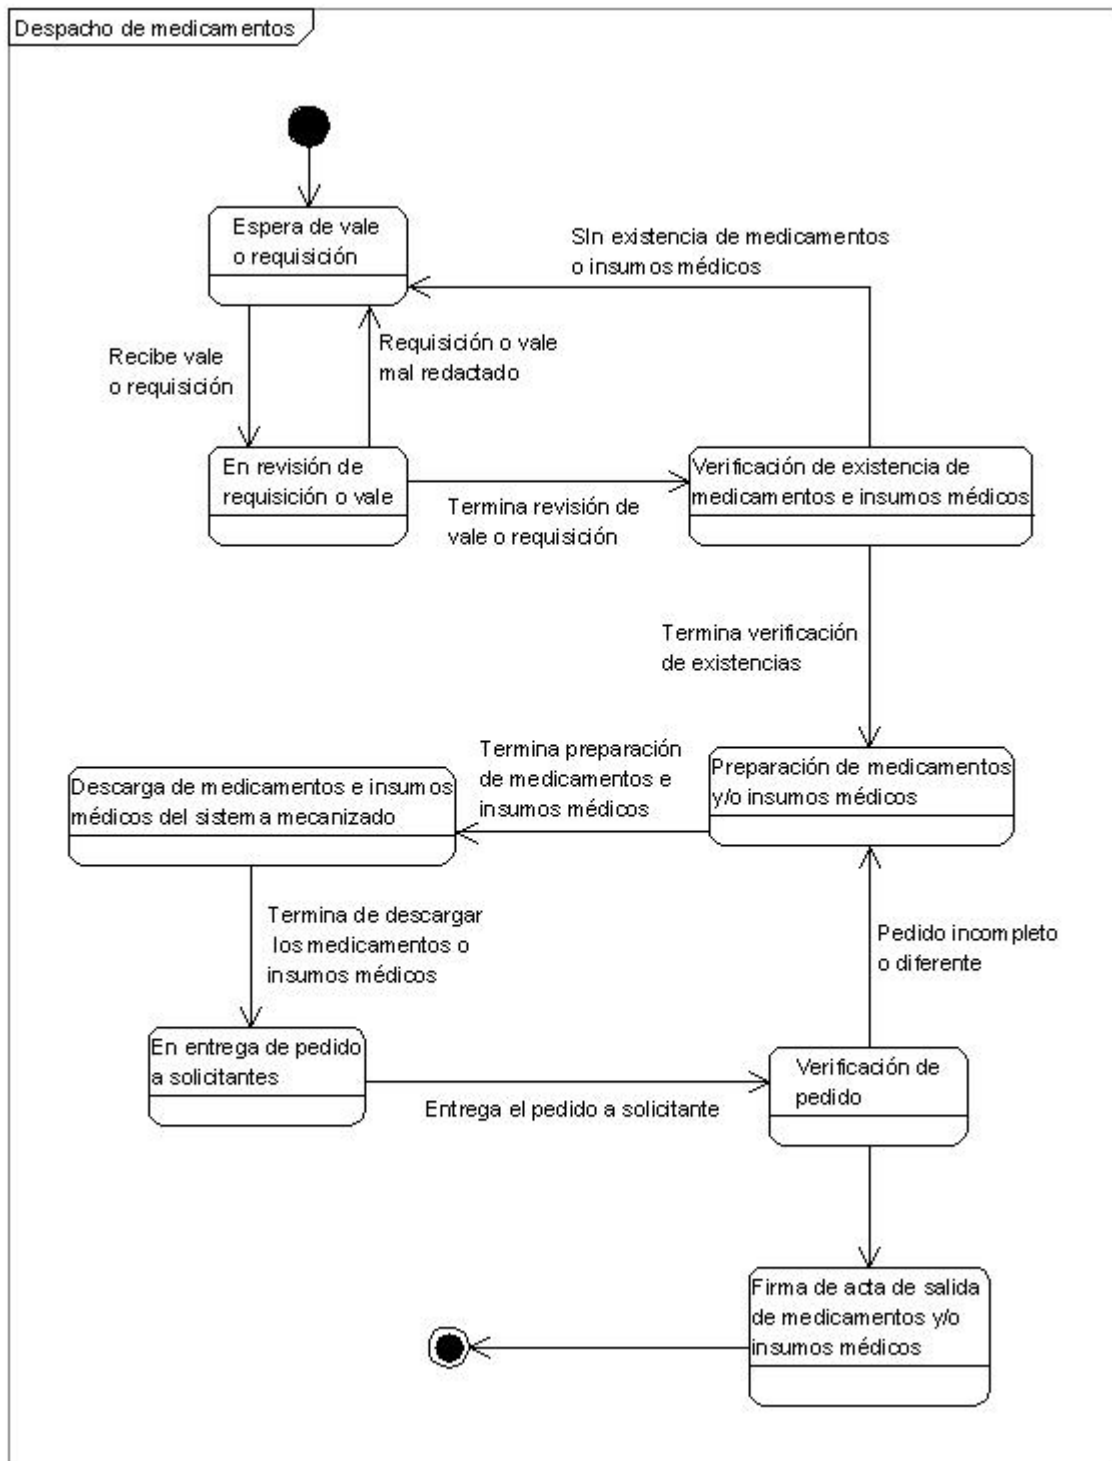 Despacho de medicamentos
Espera de vale
o requisición
SIn existencia de medicamentos
o insumos médicos
Recibe vale
o requisición
Requisición o vale
mal redactado
En revisión de
requisición o vale
Termina revisión de
vale o requisición
Verificación de existencia de
medicamentos e insumos médicos
Termina verificación
de existencias
Termina preparación
de medicamentos e
insumos médicos
Preparación de medicamentos
y/o insumos médicos
Descarga de medicamentos e insumos
médicos del sistema mecanizado
Termina de descargar
los medicamentos o
insumos médicos
Pedido incompleto
o diferente
En entrega de pedido
a solicitantes
Entrega el pedido a solicitante
Verificación de
pedido
Firma de acta de salida
de medicamentos y/o
insumos médicos